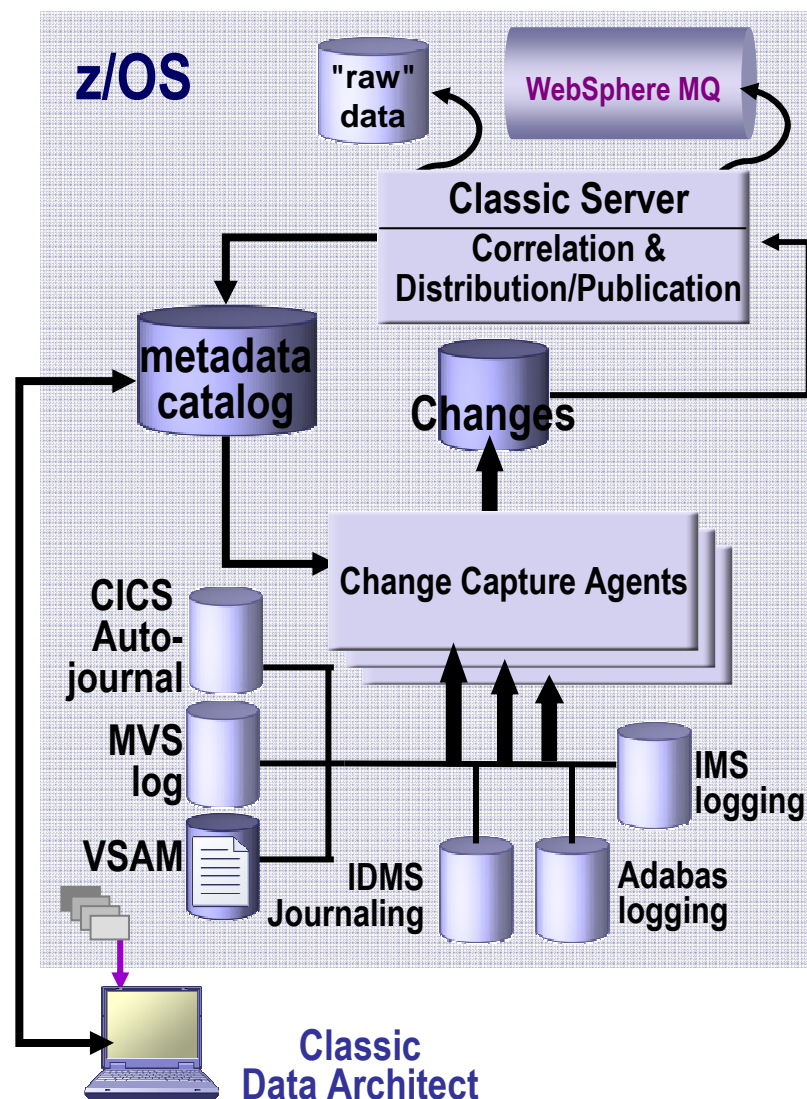 z/OS
"raw"
data
WebSphere MQ
Classic Server
Correlation &
Distribution/Publication
metadata
catalog
Changes
Change Capture Agents
CICS
Auto-
journal
MVS
log
VSAM
IDMS
Journaling
Adabas
logging
IMS
logging
Classic
Data Architect